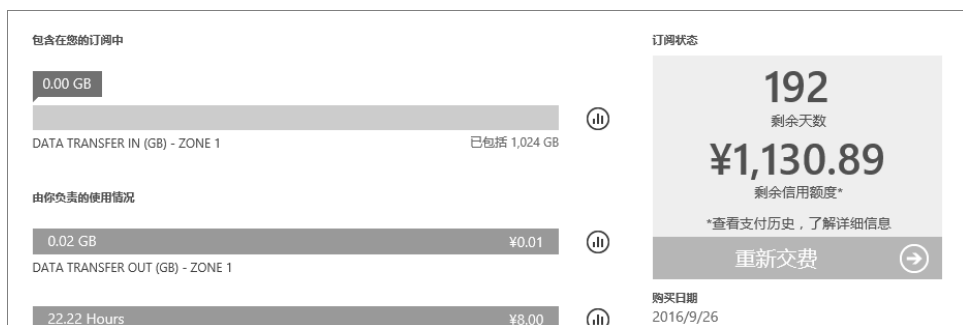 包含在您的订阅中
0.00 GB
DATA TRANSFER IN (GB) - ZONE 1
已包括 1,024 GB
由你负责的使用情况
0.02 GB
¥0.01
DATA TRANSFER OUT (GB) - ZONE 1
22.22 Hours
¥8.00
订阅状态
192
剩余天数
¥1,130.89
剩余信用额度*
*查看支付历史，了解详细信息
重新交费
购买日期
2016/9/26